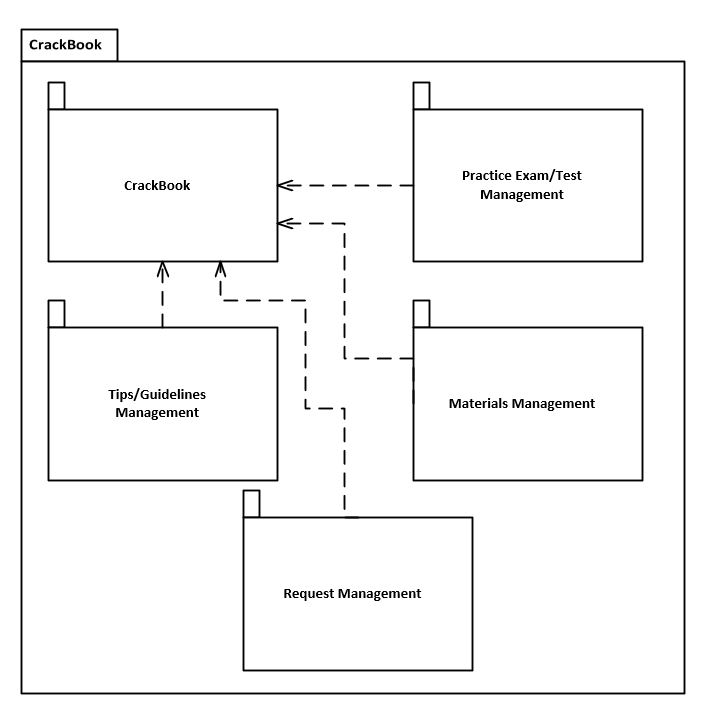 CrackBook
CrackBook
Practice Exam/Test
Management
Tips/Guidelines
Management
Materials Management
Request Management